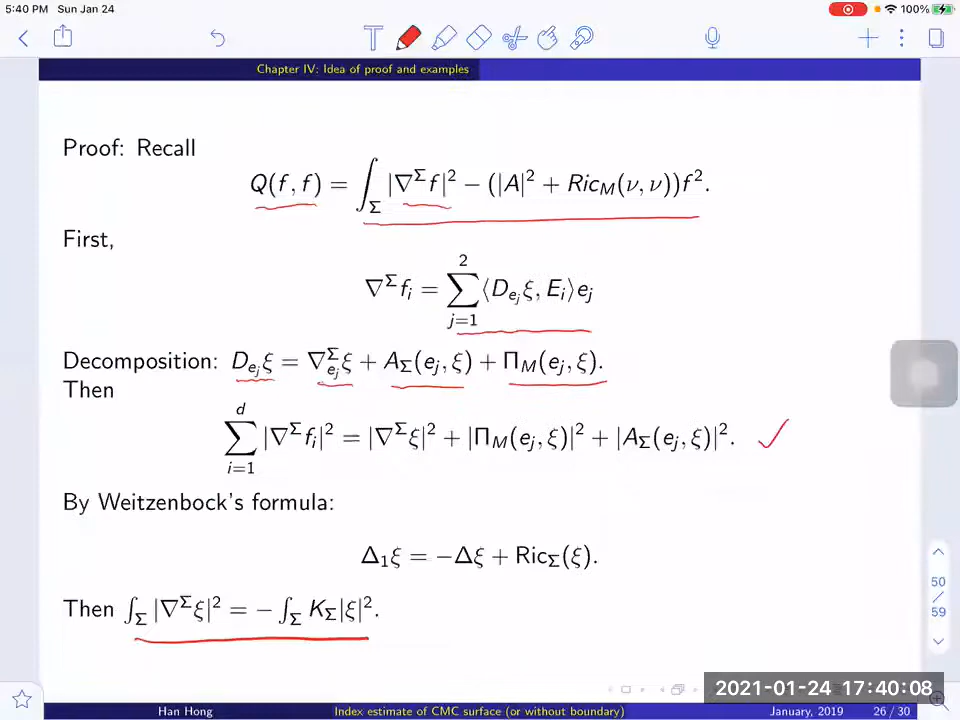 5:40 PM Sun Jan 24
100%
Chapter IV: Idea of proof and examples
Proof: Recall
Q(f, f) = ∫_Σ |∇^Σ f|² − (|A|² + Ric_M(ν, ν))f².
First,
∇^Σ f_i = ∑_{j=1}^{2} ⟨D_{e_j} ξ, E_i⟩e_j
Decomposition: D_{e_j} ξ = ∇^Σ_{e_j} ξ + A_Σ(e_j, ξ) + Π_M(e_j, ξ).
Then
∑_{i=1}^{d} |∇^Σ f_i|² = |∇^Σ ξ|² + |Π_M(e_j, ξ)|² + |A_Σ(e_j, ξ)|².
By Weitzenbock's formula:
Δ₁ξ = −Δξ + Ric_Σ(ξ).
Then ∫_Σ |∇^Σ ξ|² = − ∫_Σ K_Σ|ξ|².
50
/
59
2021-01-24 17:40:08
Han Hong
Index estimate of CMC surface (or without boundary)
January, 2019
26 / 30